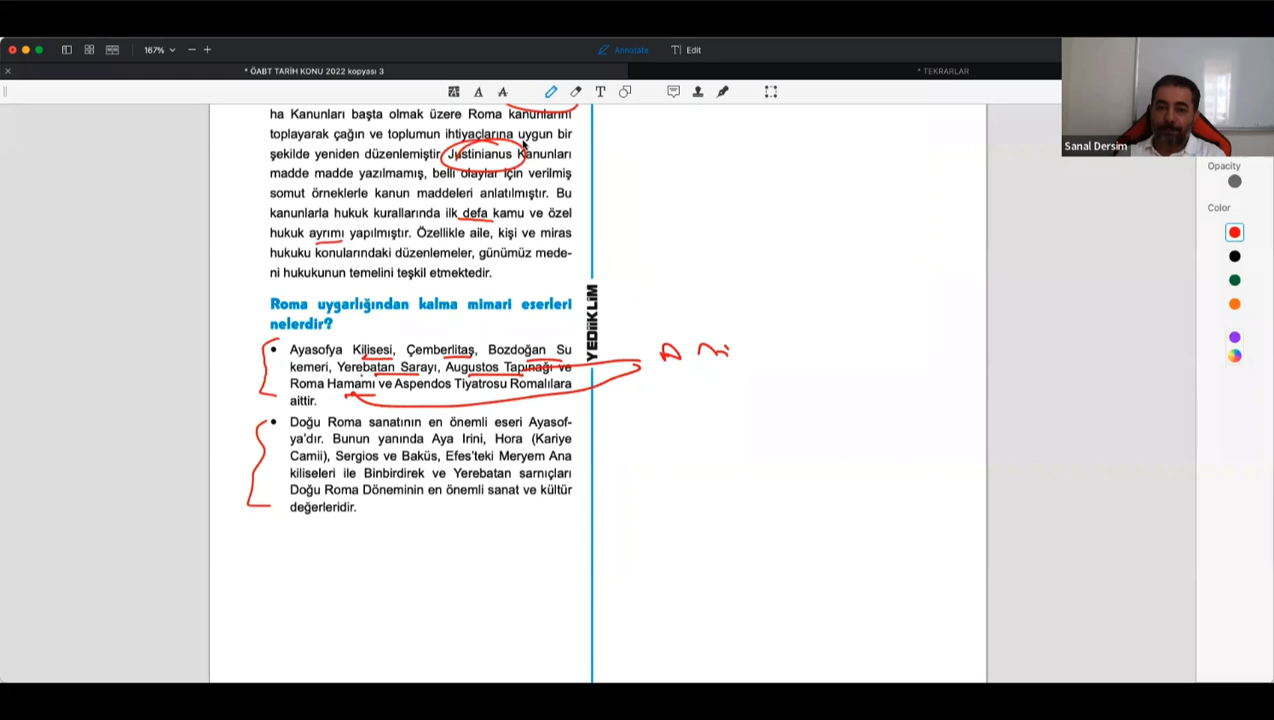 167%
Annotate
Edit
* ÖABT TARİH KONU 2022 kopyası 3
* TEKRARLAR
Sanal Dersim
Opacity
Color
ha Kanunları başta olmak üzere Roma kanunlarını
toplayarak çağın ve toplumun ihtiyaçlarına uygun bir
şekilde yeniden düzenlemiştir. Justinianus Kanunları
madde madde yazılmamış, belli olaylar için verilmiş
somut örneklerle kanun maddeleri anlatılmıştır. Bu
kanunlarla hukuk kurallarında ilk defa kamu ve özel
hukuk ayrımı yapılmıştır. Özellikle aile, kişi ve miras
hukuku konularındaki düzenlemeler, günümüz mede-
ni hukukunun temelini teşkil etmektedir.
Roma uygarlığından kalma mimari eserleri
nelerdir?
• Ayasofya Kilisesi, Çemberlitaş, Bozdoğan Su
kemeri, Yerebatan Sarayı, Augustos Tapınağı ve
Roma Hamamı ve Aspendos Tiyatrosu Romalılara
aittir.
• Doğu Roma sanatının en önemli eseri Ayasof-
ya'dır. Bunun yanında Aya Irini, Hora (Kariye
Camii), Sergios ve Baküs, Efes'teki Meryem Ana
kiliseleri ile Binbirdirek ve Yerebatan sarnıçları
Doğu Roma Döneminin en önemli sanat ve kültür
değerleridir.
YEDiiKLiM